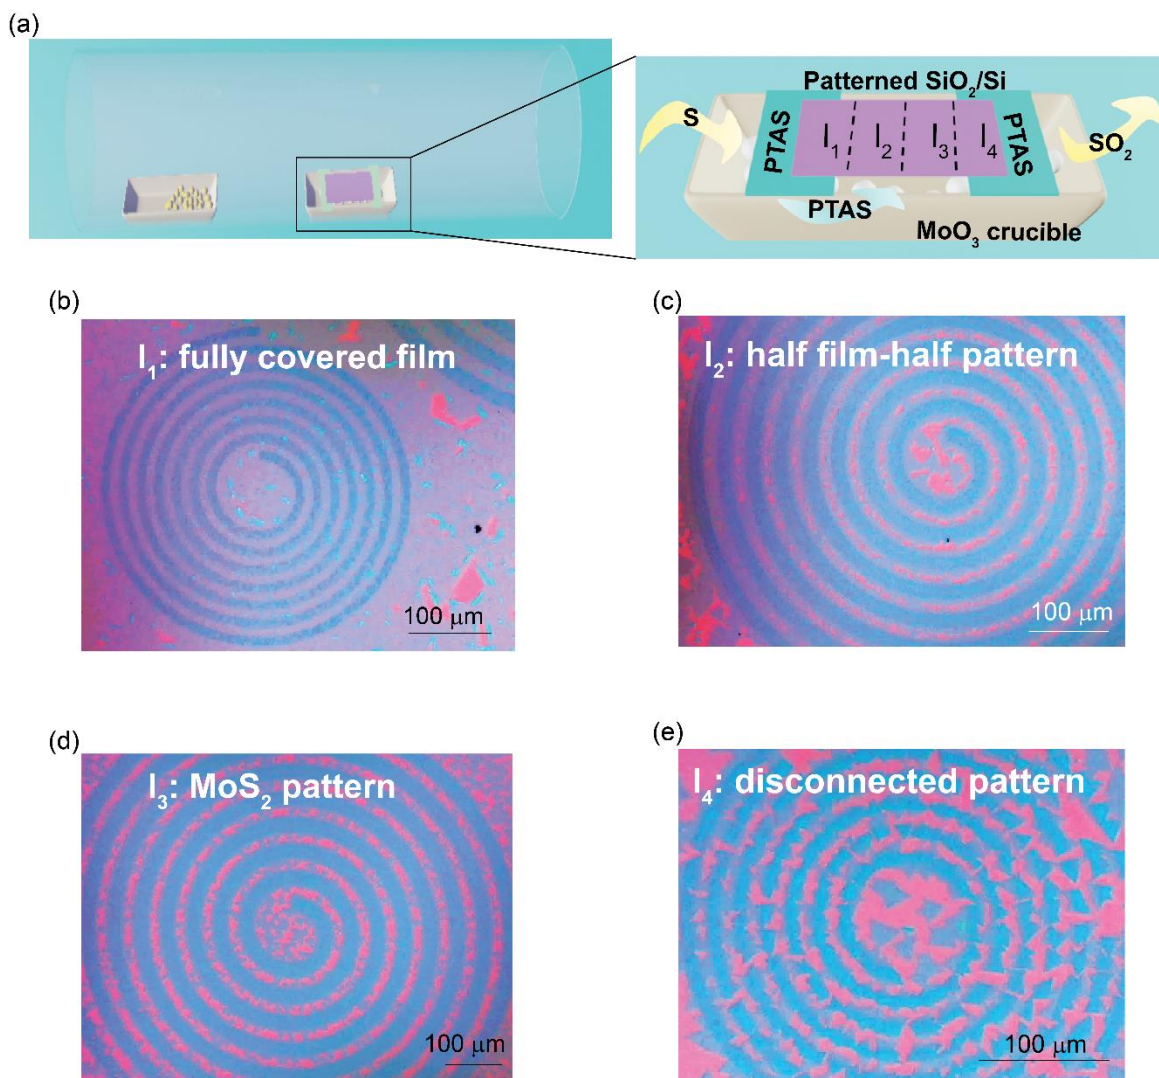 (a)
Patterned SiO₂/Si
S
PTAS
I₁
I₂
I₃
I₄
PTAS
SO₂
PTAS
MoO₃ crucible
(b)
I₁: fully covered film
100 μm
(c)
I₂: half film-half pattern
100 μm
(d)
I₃: MoS₂ pattern
100 μm
(e)
I₄: disconnected pattern
100 μm